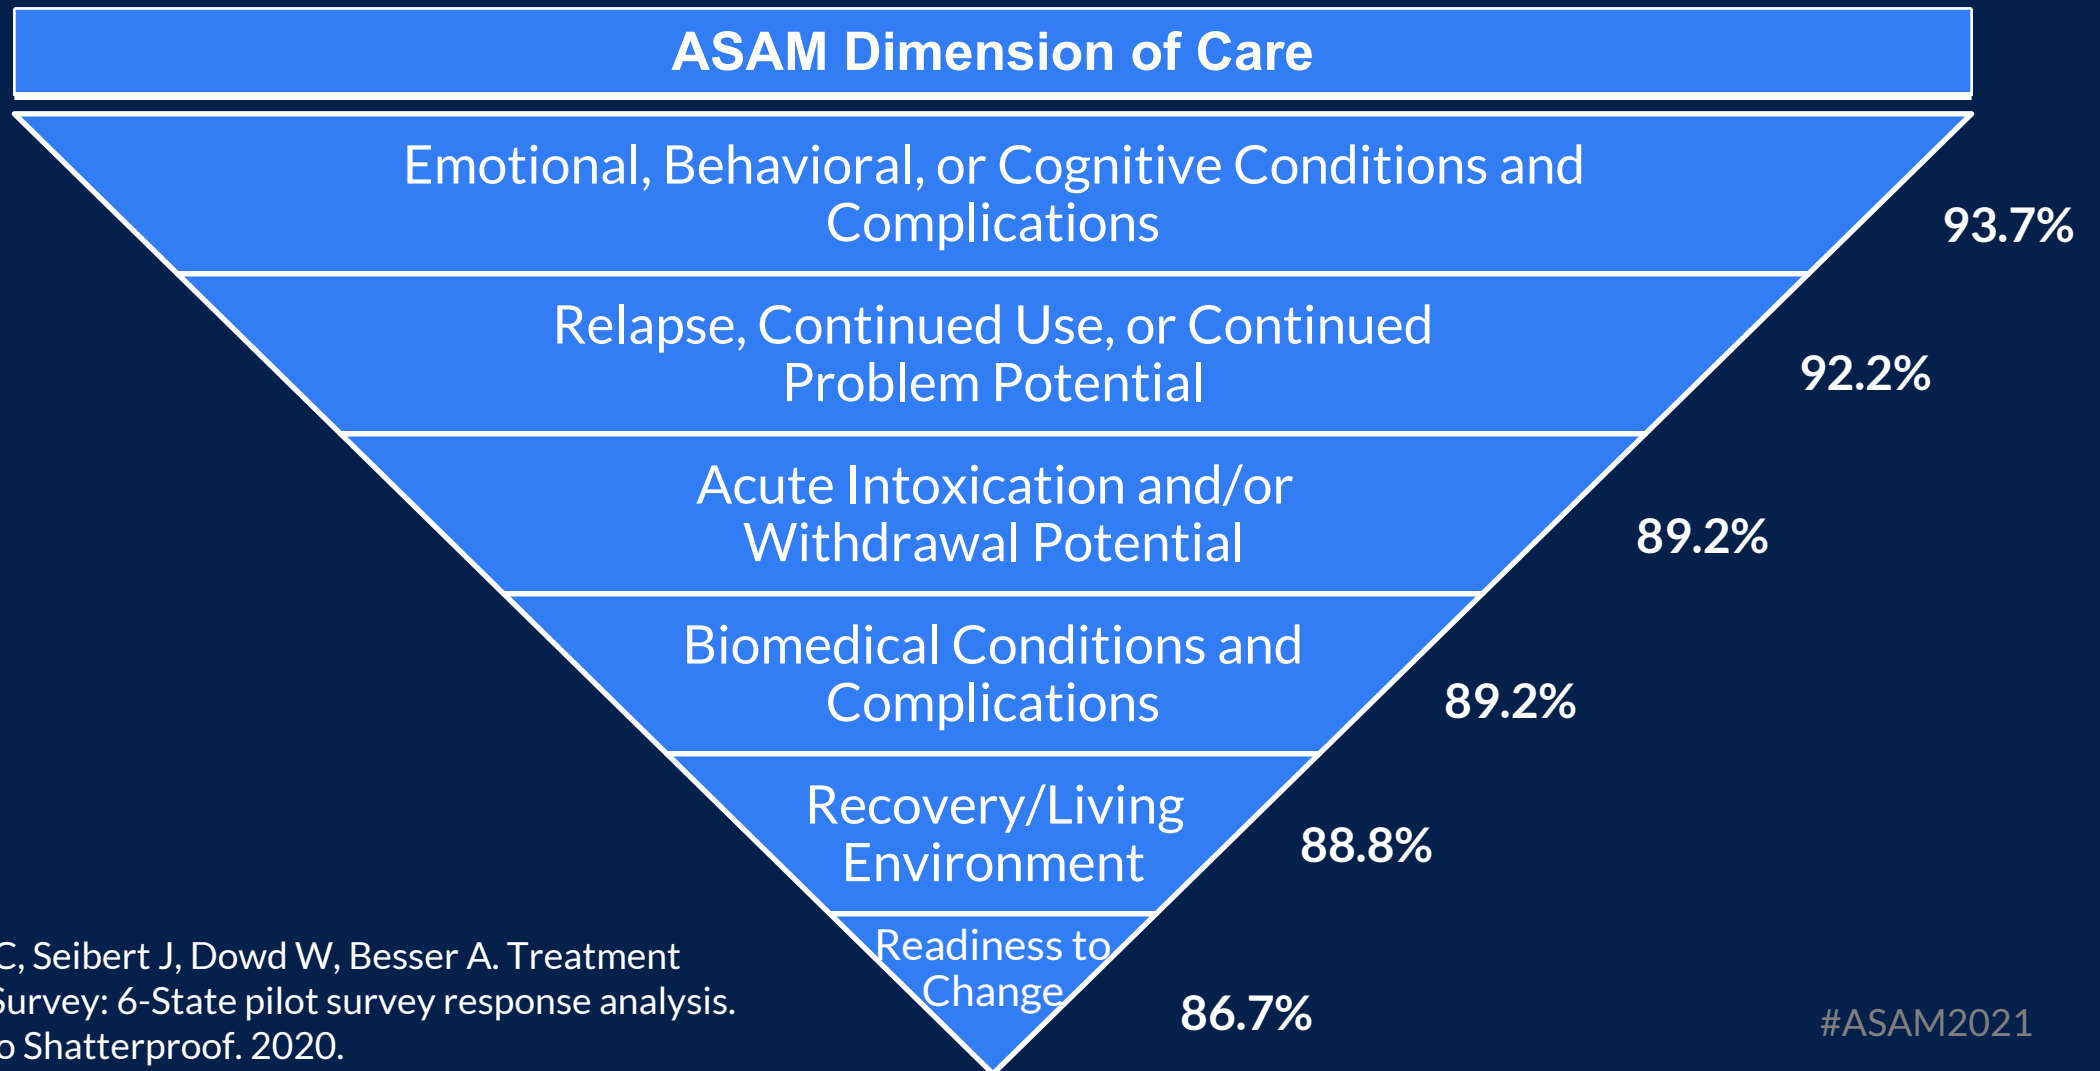 ASAM Dimension of Care
Emotional, Behavioral, or Cognitive Conditions and
Complications
93.7%
Relapse, Continued Use, or Continued
Problem Potential
92.2%
Acute Intoxication and/or
Withdrawal Potential
89.2%
Biomedical Conditions and
Complications
89.2%
Recovery/Living
Environment
88.8%
Readiness to
Change
86.7%
C, Seibert J, Dowd W, Besser A. Treatment
Survey: 6-State pilot survey response analysis.
o Shatterproof. 2020.
#ASAM2021